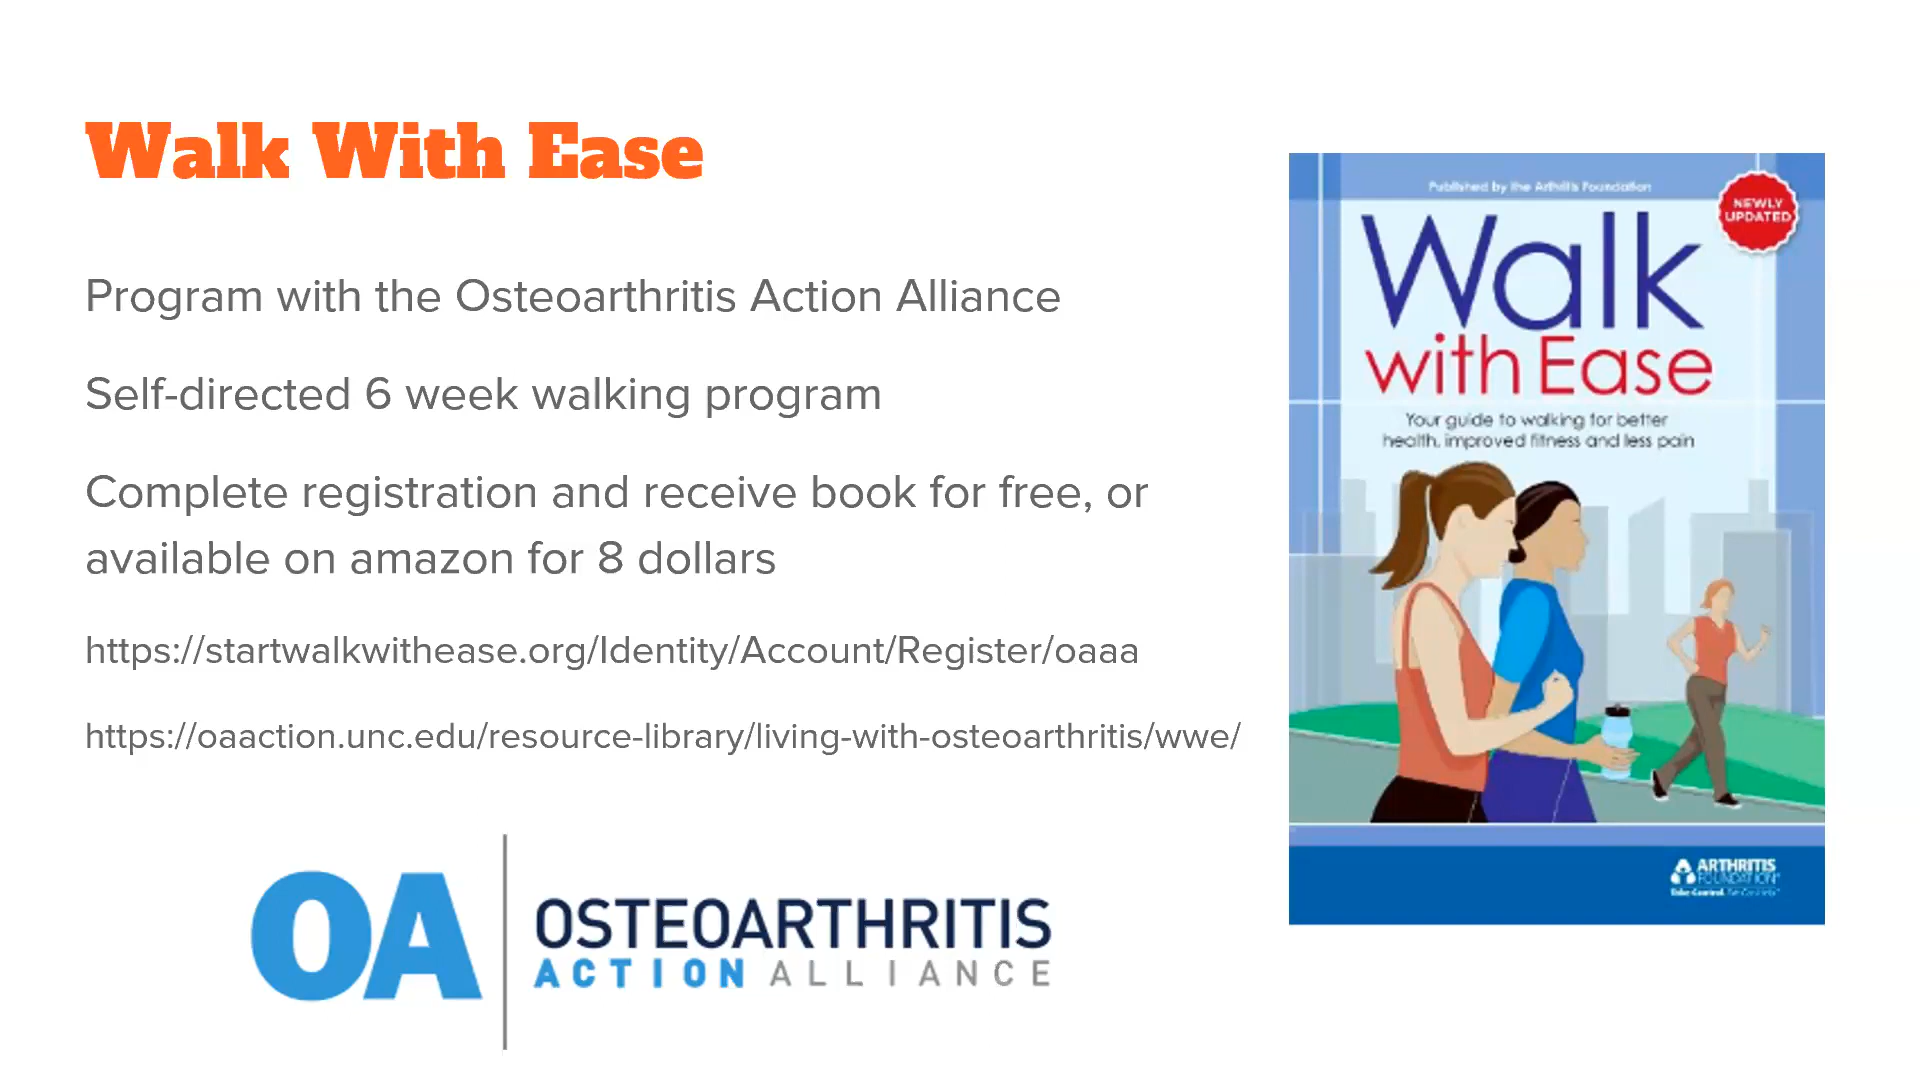 Walk With Ease
Program with the Osteoarthritis Action Alliance
Self-directed 6 week walking program
Complete registration and receive book for free, or
available on amazon for 8 dollars
https://startwalkwithease.org/Identity/Account/Register/oaaa
https://oaaction.unc.edu/resource-library/living-with-osteoarthritis/wwe/
OA
OSTEOARTHRITIS
ACTION ALLIANCE
Published by the Arthritis Foundation
NEWLY
UPDATED
Walk
with Ease
Your guide to walking for better
health, improved fitness and less pain
ARTHRITIS
FOUNDATION
Take Control.